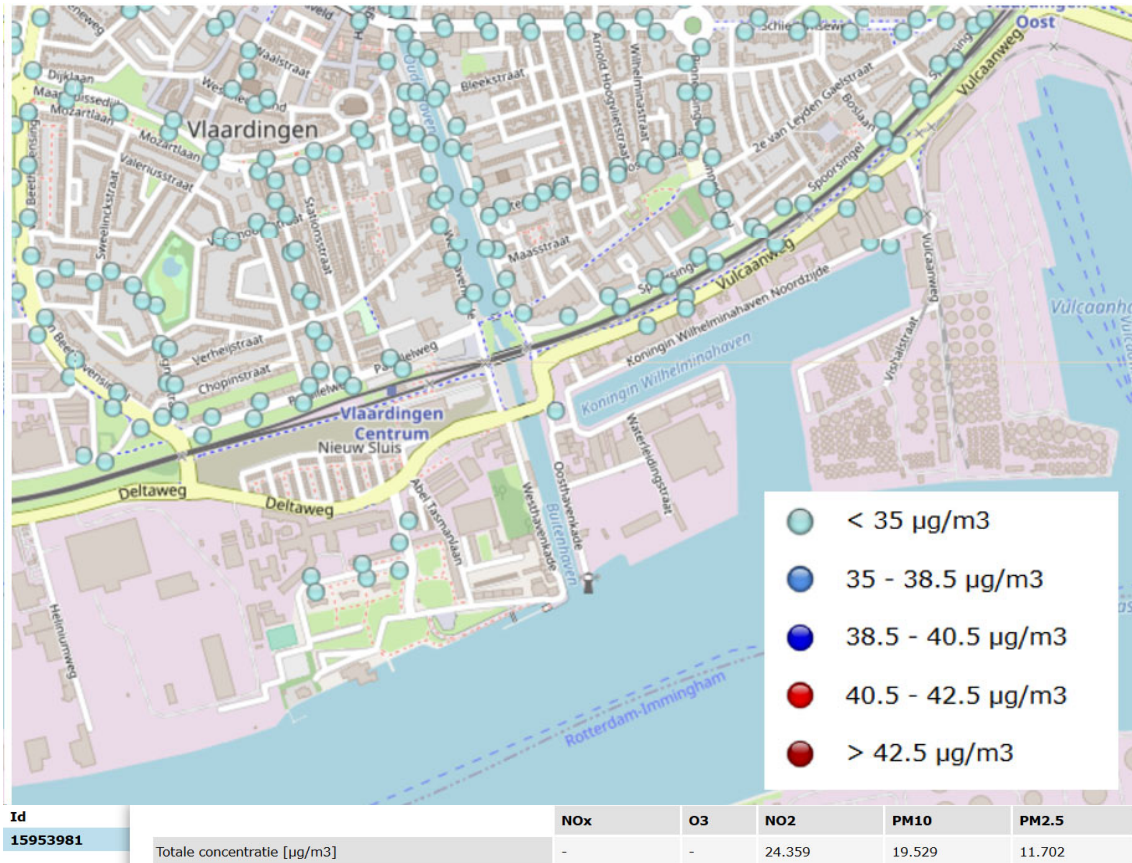 Oost
Waalstraat
Dijklaan
Mozartlaan
Mozartlaan
Vlaardingen
Valeriusstraat
Sweelinckstraat
Stationsstraat
Bleekstraat
Arnold Hoogvlietstraat
Wilhelminastraat
2e van Leyden Gaelstraat
Boslaan
Spoorsingel
Vulcaanweg
Maasstraat
Vulcaanweg
Vulcaanweg
Koningin Wilhelminahaven Noordzijde
Koningin Wilhelminahaven
Vishalstraat
Verheijstraat
Chopinstraat
Vlaardingen
Centrum
Nieuw Sluis
Waterleidingstraat
Oosthavenkade
Westhavenkade
Buitenhaven
Abel Tasmanlaan
Deltaweg
Deltaweg
Heliniumweg
Rotterdam-Immingham
< 35 µg/m3
35 - 38.5 µg/m3
38.5 - 40.5 µg/m3
40.5 - 42.5 µg/m3
> 42.5 µg/m3
Id NOx O3 NO2 PM10 PM2.5
15953981
Totale concentratie [µg/m3] - - 24.359 19.529 11.702